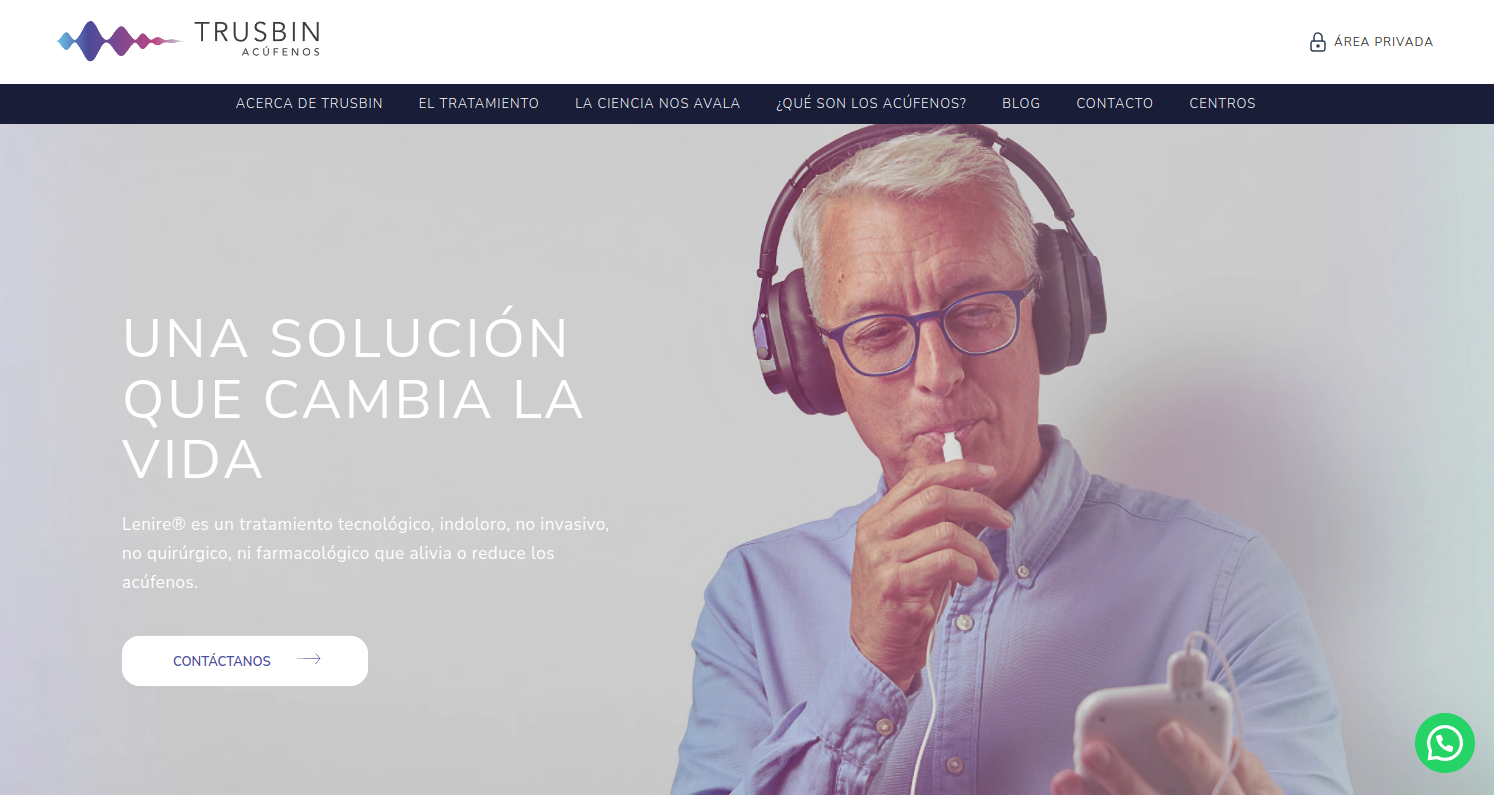 TRUSBIN
ACÚFENOS
ÁREA PRIVADA
ACERCA DE TRUSBIN EL TRATAMIENTO LA CIENCIA NOS AVALA ¿QUÉ SON LOS ACÚFENOS? BLOG CONTACTO CENTROS
UNA SOLUCIÓN
QUE CAMBIA LA
VIDA
Lenire® es un tratamiento tecnológico, indoloro, no invasivo,
no quirúrgico, ni farmacológico que alivia o reduce los
acúfenos.
CONTÁCTANOS